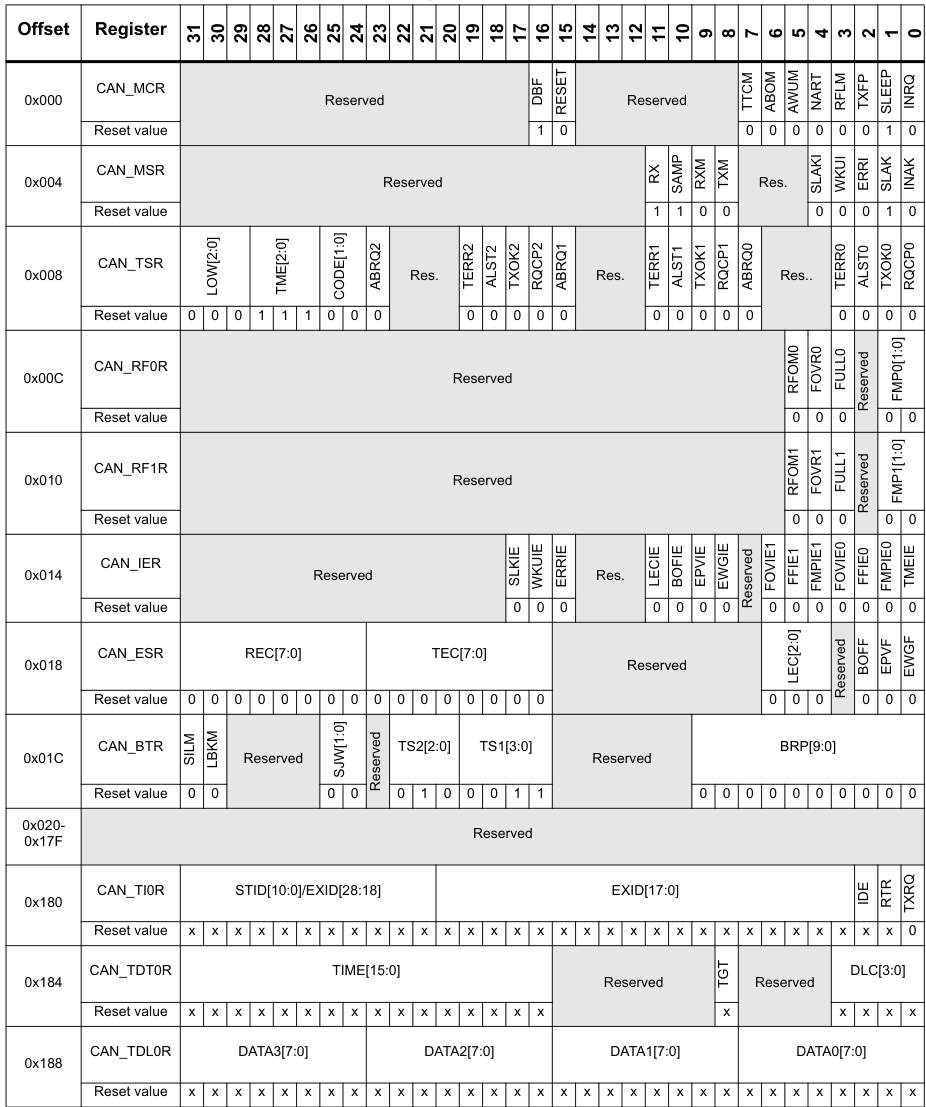 Offset Register 31 30 29 28 27 26 25 24 23 22 21 20 19 18 17 16 15 14 13 12 11 10 9 8 7 6 5 4 3 2 1 0
0x000 CAN_MCR Reserved DBF RESET Reserved TTCM ABOM AWUM NART RFLM TXFP SLEEP INRQ
Reset value 1 0 0 0 0 0 0 0 1 0
0x004 CAN_MSR Reserved RX SAMP RXM TXM Res. SLAKI WKUI ERRI SLAK INAK
Reset value 1 1 0 0 0 0 0 1 0
0x008 CAN_TSR LOW[2:0] TME[2:0] CODE[1:0] ABRQ2 Res. TERR2 ALST2 TXOK2 RQCP2 ABRQ1 Res. TERR1 ALST1 TXOK1 RQCP1 ABRQ0 Res.. TERR0 ALST0 TXOK0 RQCP0
Reset value 0 0 0 1 1 1 0 0 0 0 0 0 0 0 0 0 0 0 0 0 0 0 0
0x00C CAN_RF0R Reserved RFOM0 FOVR0 FULL0 Reserved FMP0[1:0]
Reset value 0 0 0 0 0
0x010 CAN_RF1R Reserved RFOM1 FOVR1 FULL1 Reserved FMP1[1:0]
Reset value 0 0 0 0 0
0x014 CAN_IER Reserved SLKIE WKUIE ERRIE Res. LECIE BOFIE EPVIE EWGIE Reserved FOVIE1 FFIE1 FMPIE1 FOVIE0 FFIE0 FMPIE0 TMEIE
Reset value 0 0 0 0 0 0 0 0 0 0 0 0 0 0
0x018 CAN_ESR REC[7:0] TEC[7:0] Reserved LEC[2:0] Reserved BOFF EPVF EWGF
Reset value 0 0 0 0 0 0 0 0 0 0 0 0 0 0 0 0 0 0 0 0 0 0
0x01C CAN_BTR SILM LBKM Reserved SJW[1:0] Reserved TS2[2:0] TS1[3:0] Reserved BRP[9:0]
Reset value 0 0 0 0 0 1 0 0 0 1 1 0 0 0 0 0 0 0 0 0 0
0x020-
0x17F Reserved
0x180 CAN_TI0R STID[10:0]/EXID[28:18] EXID[17:0] IDE RTR TXRQ
Reset value x x x x x x x x x x x x x x x x x x x x x x x x x x x x x x x 0
0x184 CAN_TDT0R TIME[15:0] Reserved TGT Reserved DLC[3:0]
Reset value x x x x x x x x x x x x x x x x x x x x x
0x188 CAN_TDL0R DATA3[7:0] DATA2[7:0] DATA1[7:0] DATA0[7:0]
Reset value x x x x x x x x x x x x x x x x x x x x x x x x x x x x x x x x